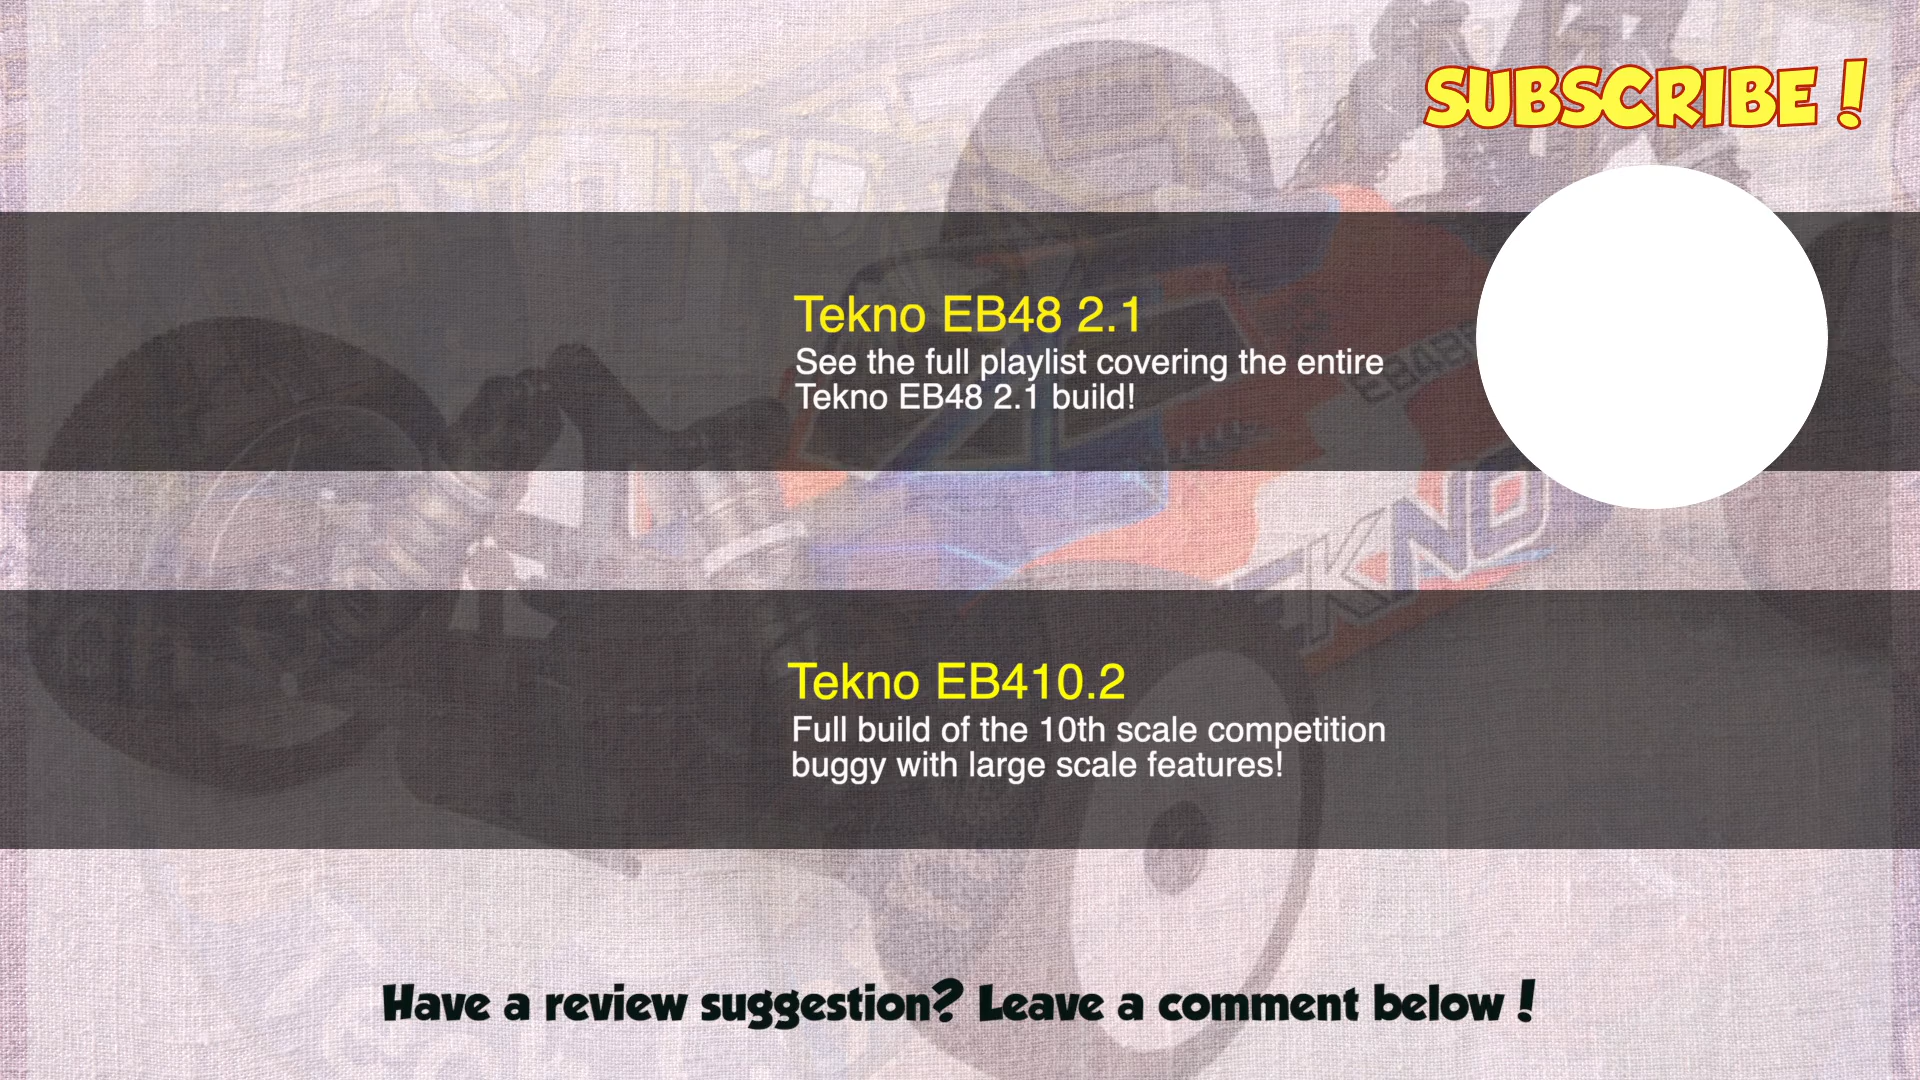 SUBSCRIBE!
Tekno EB48 2.1
See the full playlist covering the entire
Tekno EB48 2.1 build!
EB48
TEKNO
Tekno EB410.2
Full build of the 10th scale competition
buggy with large scale features!
Have a review suggestion? Leave a comment below!